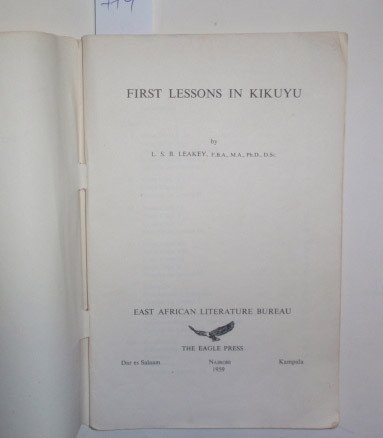 FIRST LESSONS IN KIKUYU
by
L. S. B. LEAKEY, F.B.A., M.A., Ph.D., D.Sc.
EAST AFRICAN LITERATURE BUREAU
THE EAGLE PRESS
Dar es Salaam NAIROBI Kampala
1959